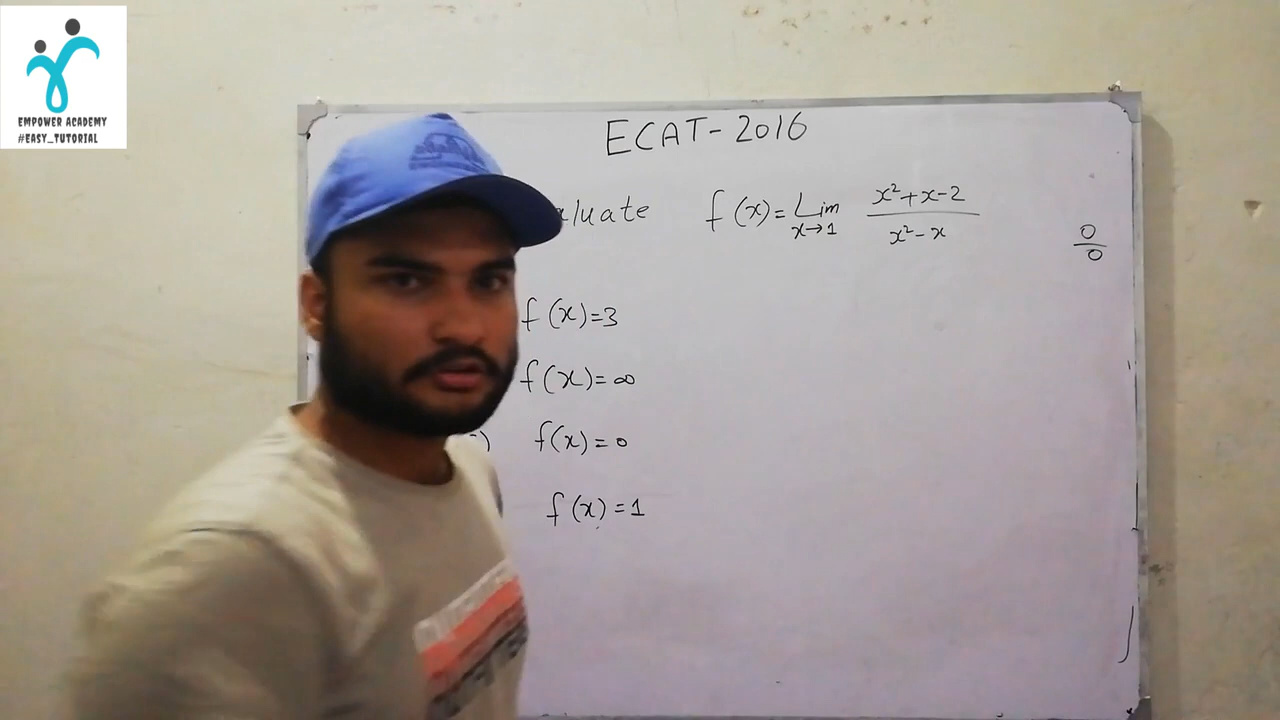 EMPOWER ACADEMY
#EASY_TUTORIAL
ECAT-2016
aluate f(x)= Lim x→1 x²+x-2 / x²-x
0/0
f(x)=3
f(x)=∞
) f(x)=0
f(x)=1